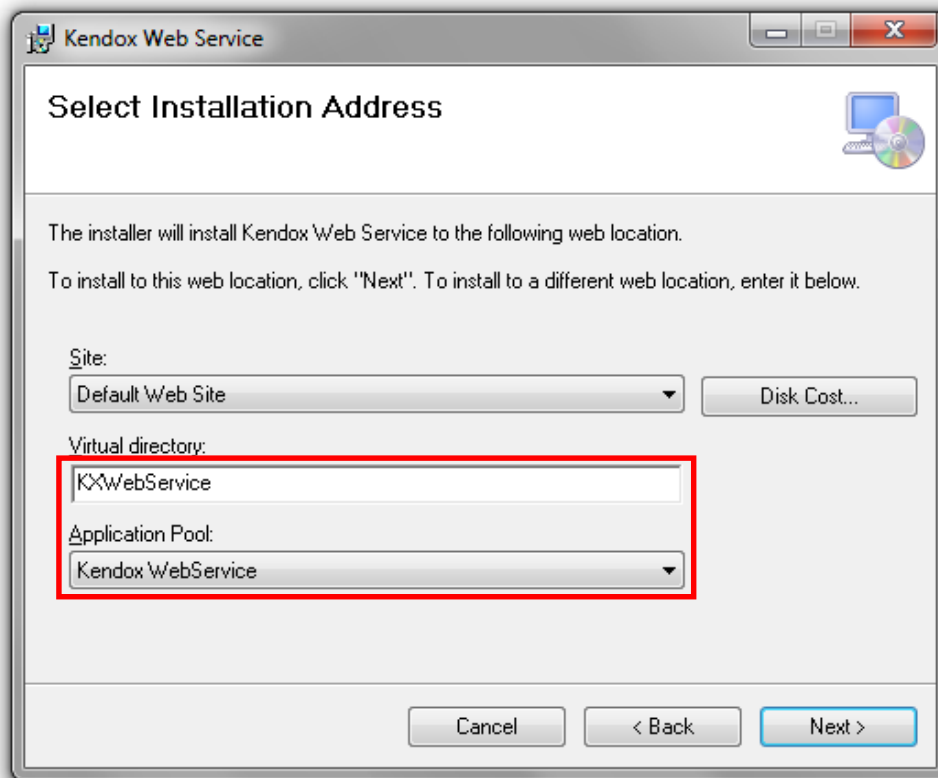 Kendox Web Service
Select Installation Address
The installer will install Kendox Web Service to the following web location.
To install to this web location, click "Next". To install to a different web location, enter it below.
Site:
Default Web Site
Disk Cost...
Virtual directory:
KXWebService
Application Pool:
Kendox WebService
Cancel
< Back
Next >